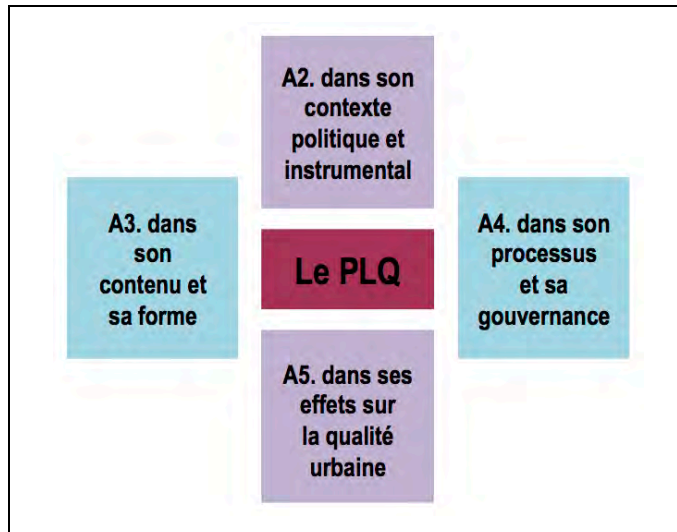 A2. dans son
contexte
politique et
instrumental
A3. dans
son
contenu et
sa forme
Le PLQ
A4. dans son
processus
et sa
gouvernance
A5. dans ses
effets sur
la qualité
urbaine